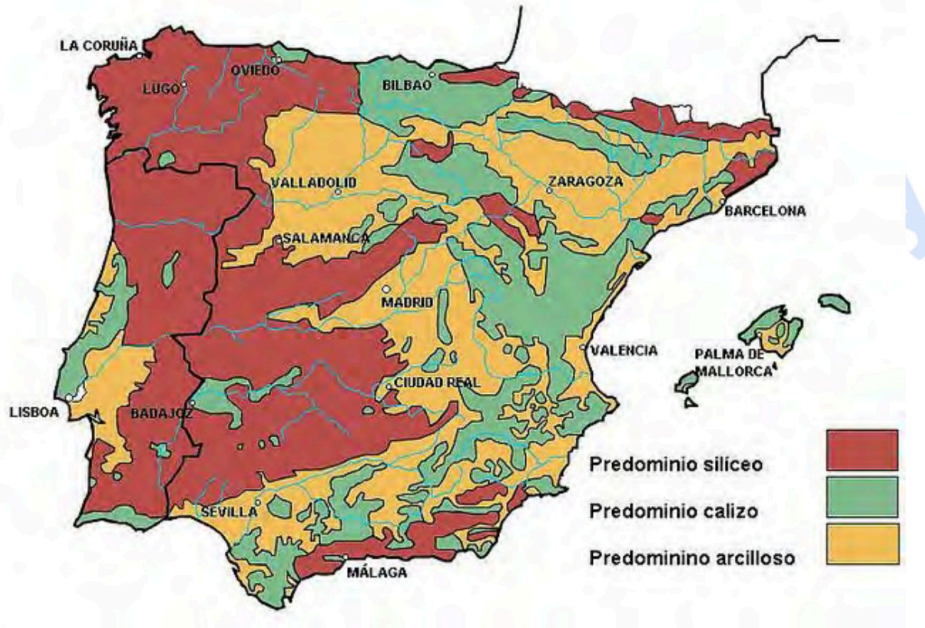 LA CORUÑA
OVIEDO
LUGO
BILBAO
VALLADOLID
ZARAGOZA
BARCELONA
SALAMANCA
MADRID
VALENCIA
PALMA DE
MALLORCA
CIUDAD REAL
LISBOA
BADAJOZ
SEVILLA
MÁLAGA
Predominio silíceo
Predominio calizo
Predominino arcilloso